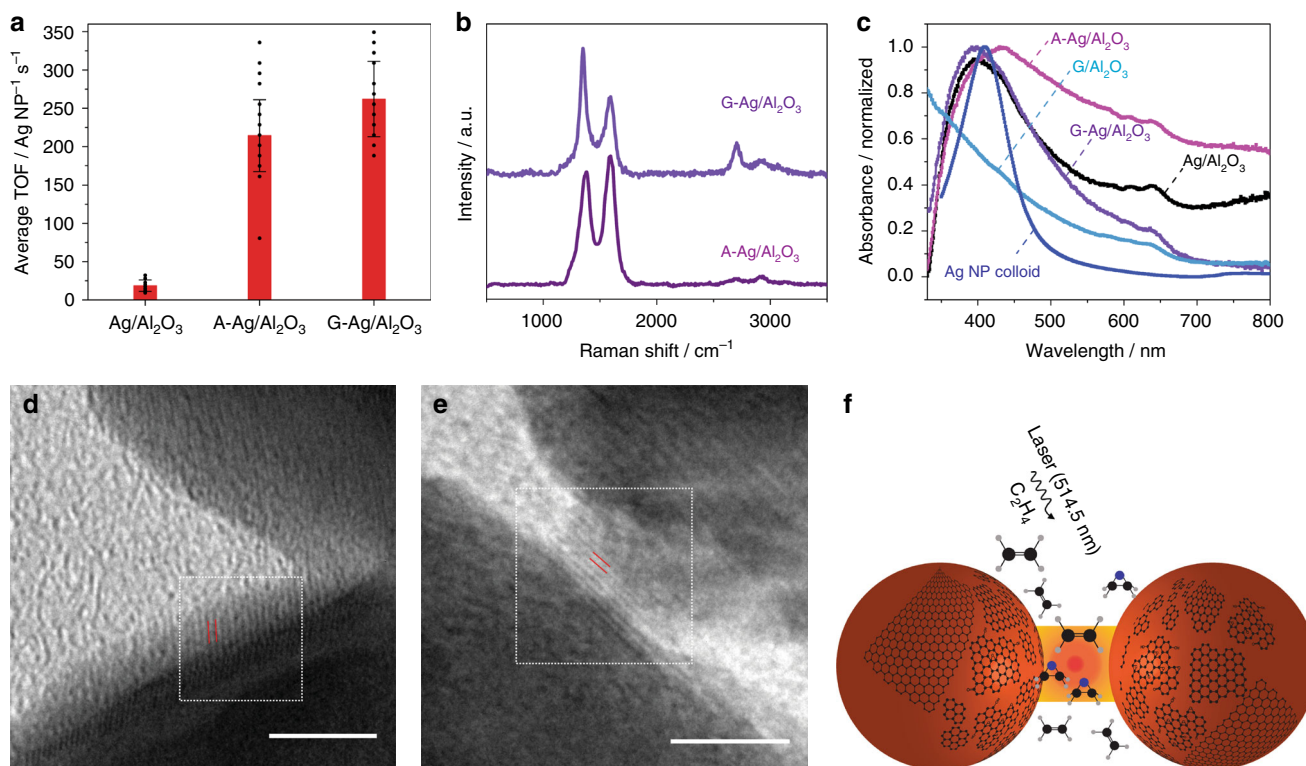 a
Average TOF / Ag NP⁻¹ s⁻¹
350
300
250
200
150
100
50
25
0
Ag/Al₂O₃
A-Ag/Al₂O₃
G-Ag/Al₂O₃
b
Intensity / a.u.
G-Ag/Al₂O₃
A-Ag/Al₂O₃
1000
2000
3000
Raman shift / cm⁻¹
c
Absorbance / normalized
1.0
0.8
0.6
0.4
0.2
0.0
A-Ag/Al₂O₃
G/Al₂O₃
G-Ag/Al₂O₃
Ag/Al₂O₃
Ag NP colloid
400
500
600
700
800
Wavelength / nm
d
e
f
Laser (514.5 nm)
C₂H₄